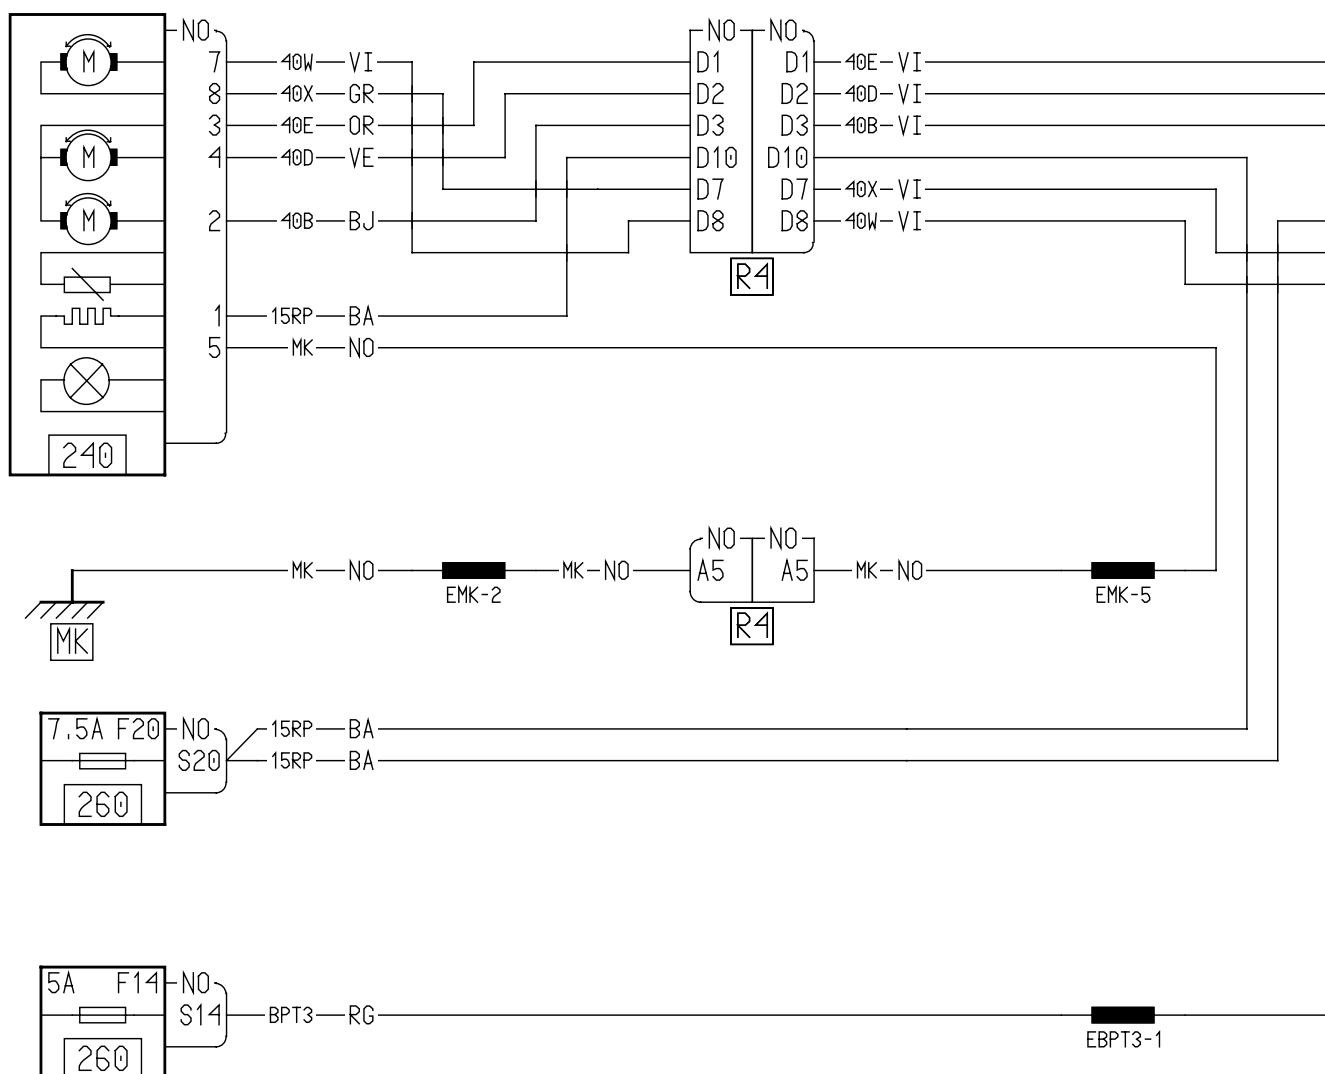 NO NO NO
M 7 40W VI D1 D1 40E VI
8 40X GR D2 D2 40D VI
3 40E OR D3 D3 40B VI
M 4 40D VE D10 D10
D7 D7 40X VI
M 2 40B BJ D8 D8 40W VI
R4
1 15RP BA
5 MK NO
240
NO NO
MK NO MK NO A5 A5 MK NO
EMK-2 EMK-5
R4
MK
7.5A F20 NO 15RP BA
S20 15RP BA
260
5A F14 NO
S14 BPT3 RG
EBPT3-1
260